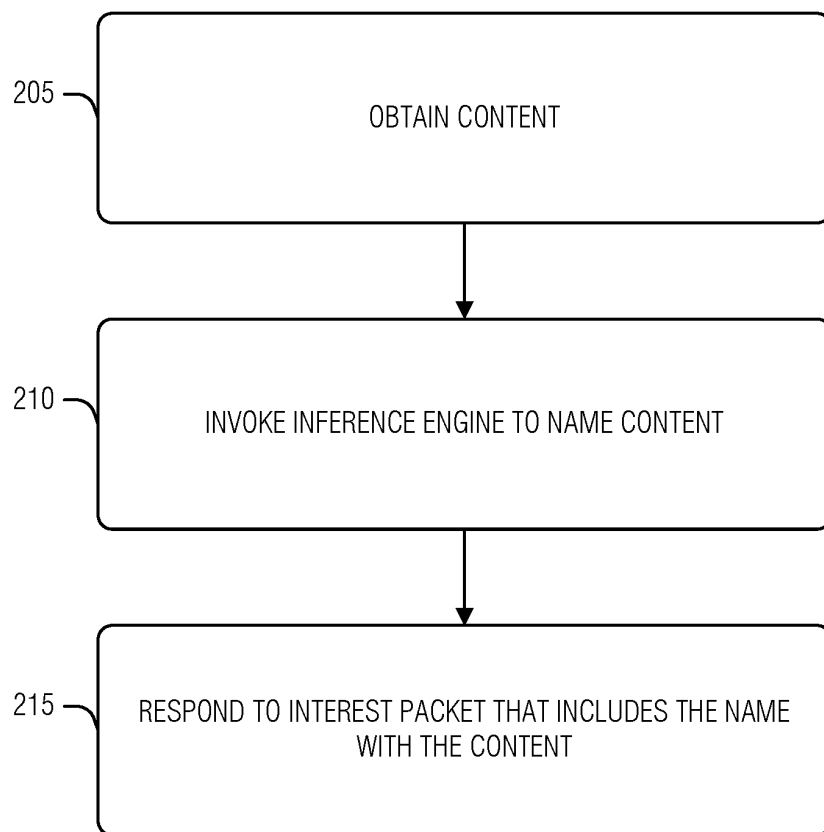 205
OBTAIN CONTENT
210
INVOKE INFERENCE ENGINE TO NAME CONTENT
215
RESPOND TO INTEREST PACKET THAT INCLUDES THE NAME
WITH THE CONTENT